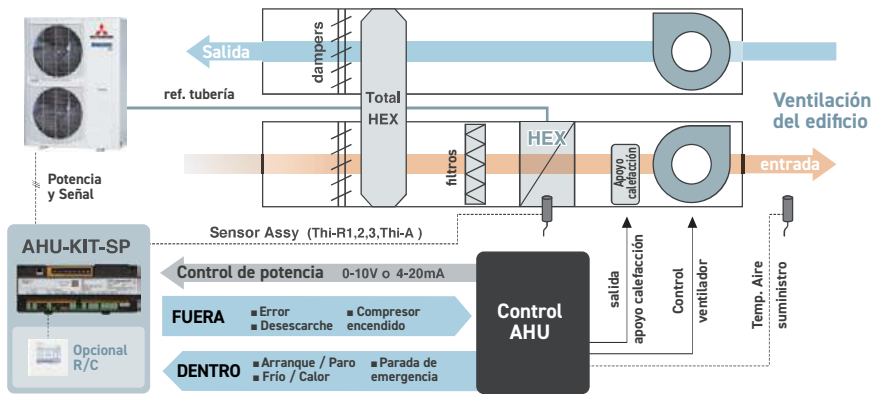 Salida
dampers
ref. tubería
Total
HEX
Ventilación
del edificio
HEX
filtros
Apoyo
calefacción
entrada
Potencia
y Señal
Sensor Assy (Thi-R1,2,3,Thi-A )
AHU-KIT-SP
Control de potencia 0-10V o 4-20mA
FUERA
■ Error
■ Desescarche
■ Compresor
encendido
DENTRO
■ Arranque / Paro
■ Frío / Calor
■ Parada de
emergencia
Opcional
R/C
Control
AHU
salida
apoyo calefacción
Control
ventilador
Temp. Aire
suministro